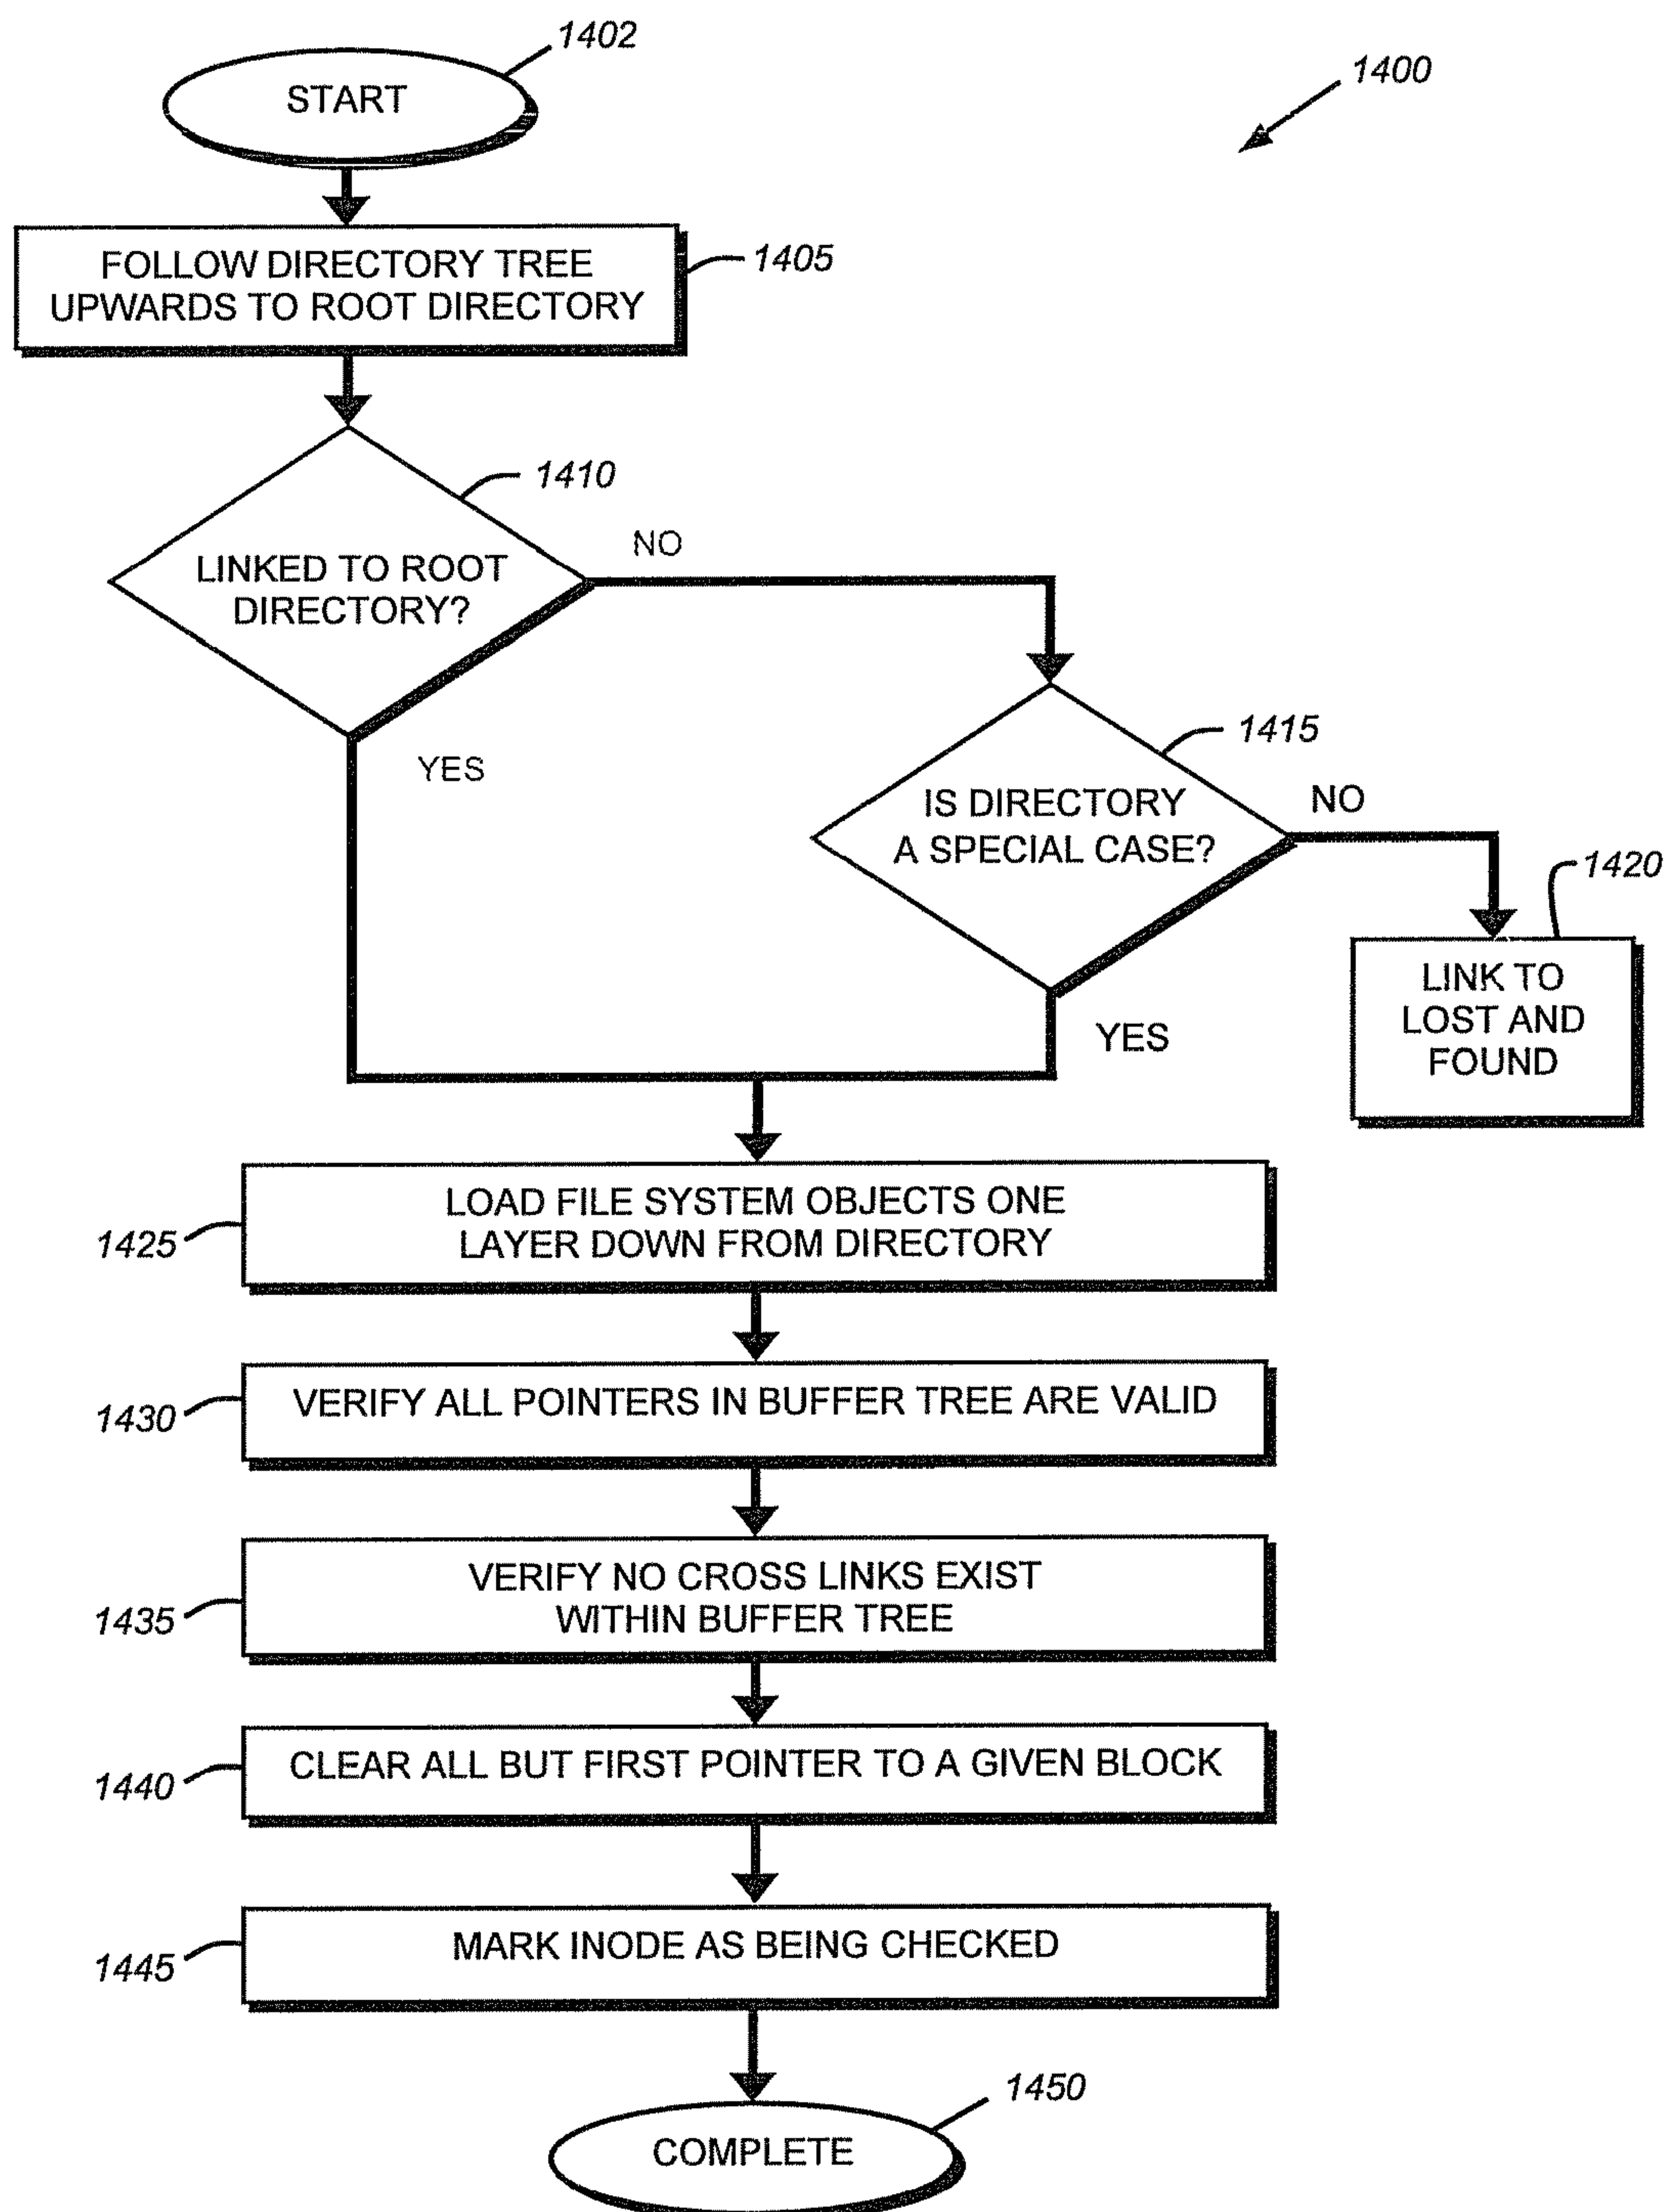 1402
START
1400
FOLLOW DIRECTORY TREE
UPWARDS TO ROOT DIRECTORY
1405
1410
LINKED TO ROOT
DIRECTORY?
NO
YES
1415
IS DIRECTORY
A SPECIAL CASE?
NO
YES
1420
LINK TO
LOST AND
FOUND
1425
LOAD FILE SYSTEM OBJECTS ONE
LAYER DOWN FROM DIRECTORY
1430
VERIFY ALL POINTERS IN BUFFER TREE ARE VALID
1435
VERIFY NO CROSS LINKS EXIST
WITHIN BUFFER TREE
1440
CLEAR ALL BUT FIRST POINTER TO A GIVEN BLOCK
1445
MARK INODE AS BEING CHECKED
1450
COMPLETE